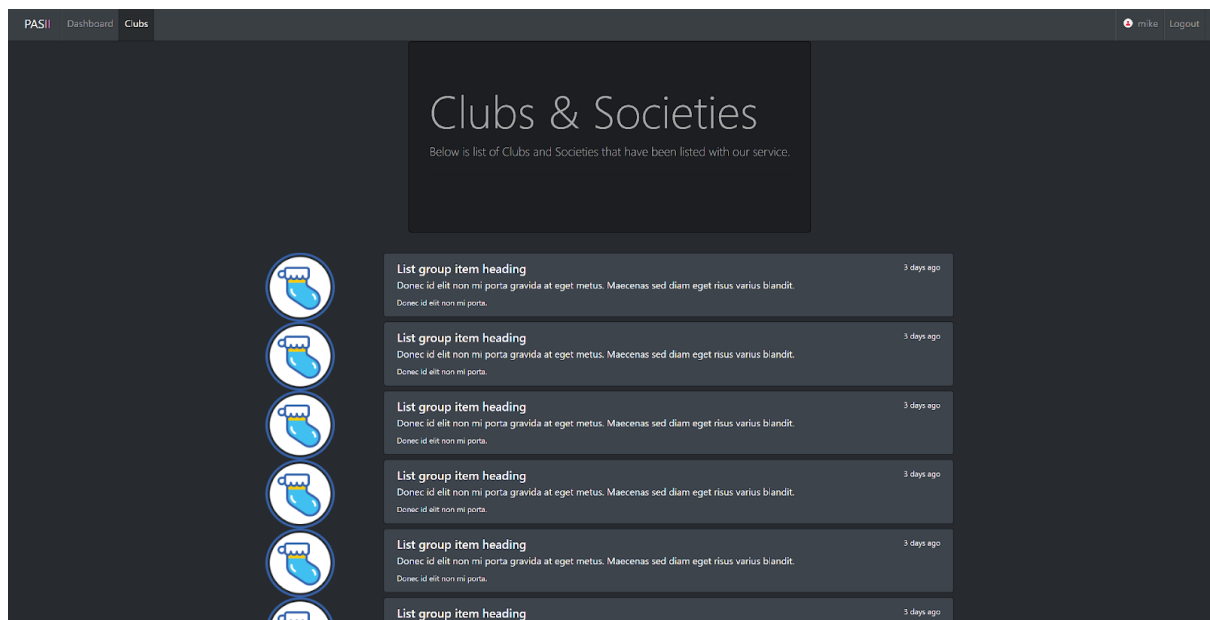 PASII Dashboard Clubs mike Logout
Clubs & Societies
Below is list of Clubs and Societies that have been listed with our service.
List group item heading 3 days ago
Donec id elit non mi porta gravida at eget metus. Maecenas sed diam eget risus varius blandit.
Donec id elit non mi porta.
List group item heading 3 days ago
Donec id elit non mi porta gravida at eget metus. Maecenas sed diam eget risus varius blandit.
Donec id elit non mi porta.
List group item heading 3 days ago
Donec id elit non mi porta gravida at eget metus. Maecenas sed diam eget risus varius blandit.
Donec id elit non mi porta.
List group item heading 3 days ago
Donec id elit non mi porta gravida at eget metus. Maecenas sed diam eget risus varius blandit.
Donec id elit non mi porta.
List group item heading 3 days ago
Donec id elit non mi porta gravida at eget metus. Maecenas sed diam eget risus varius blandit.
Donec id elit non mi porta.
List group item heading 3 days ago